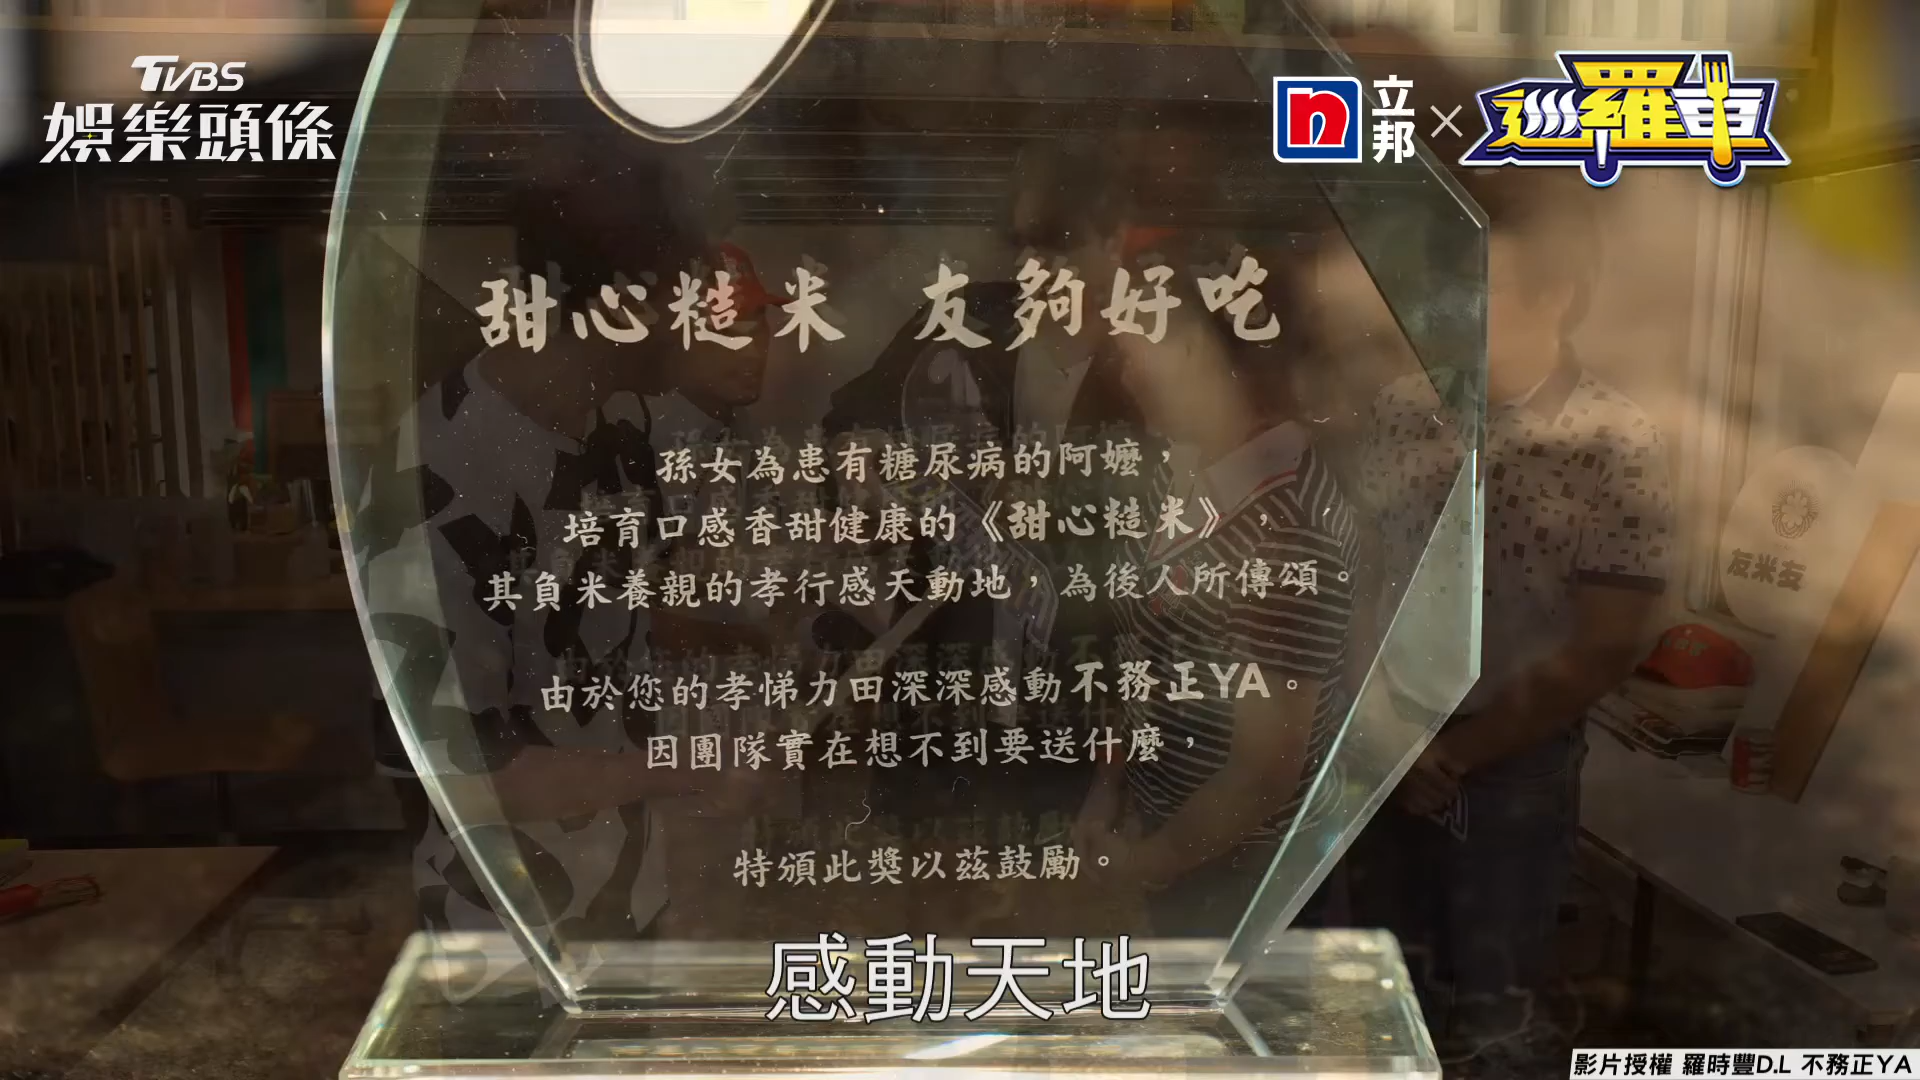 TVBS
娛樂頭條
n 立邦 × 巡羅車
甜心糙米 友夠好吃
孫女為患有糖尿病的阿嬤，
培育口感香甜健康的《甜心糙米》，
其負米養親的孝行感天動地，為後人所傳頌。
由於您的孝悌力田深深感動不務正YA。
因團隊實在想不到要送什麼，
特頒此獎以茲鼓勵。
友米友
感動天地
影片授權 羅時豐D.L 不務正YA